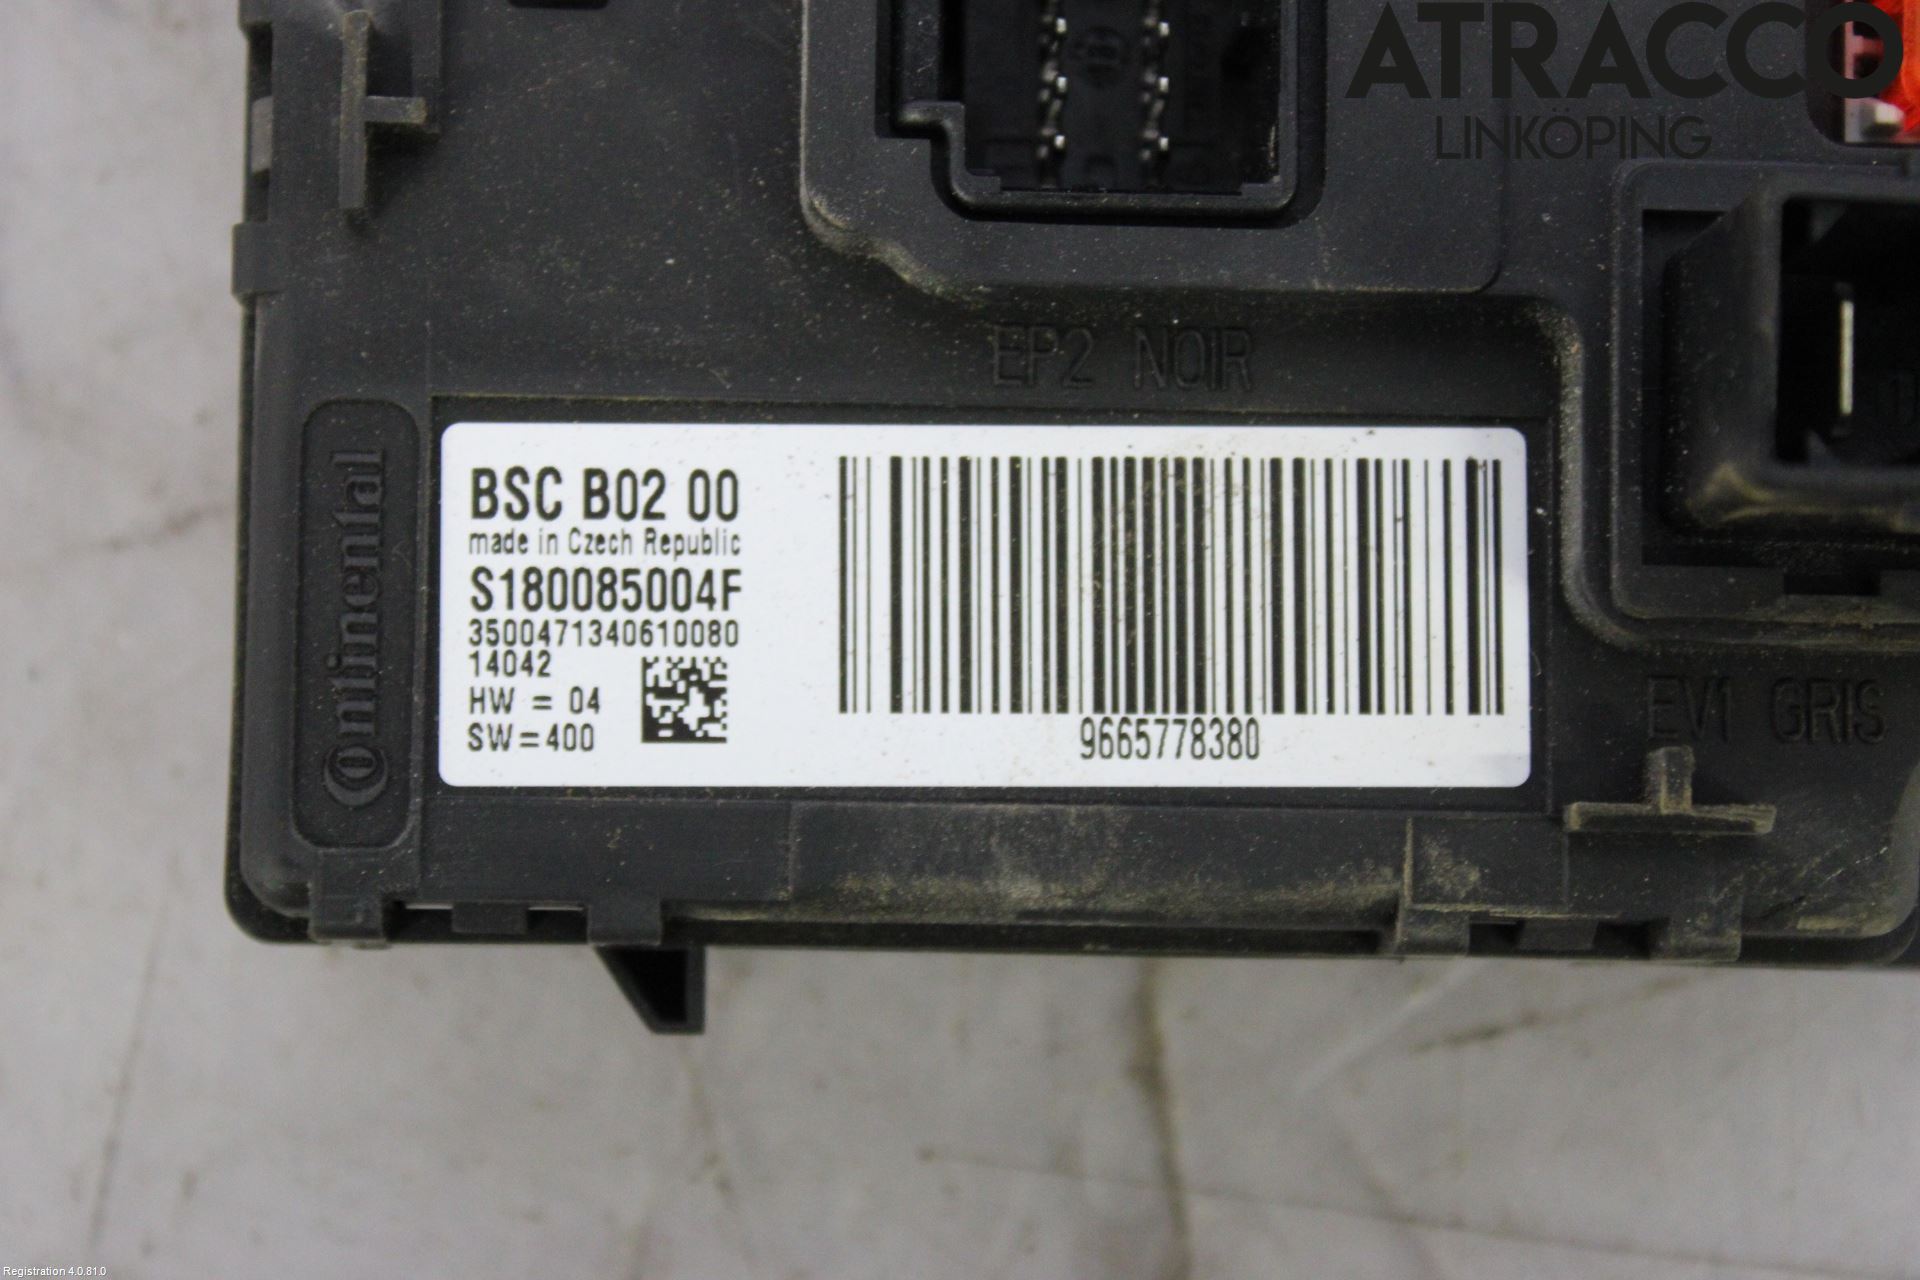 ATRACCO
LINKÖPING
EP2 NOIR
Continental
BSC B02 00
made in Czech Republic
S180085004F
3500471340610080
14042
HW = 04
SW=400
9665778380
EV1 GRIS
Registration 4.0.81.0